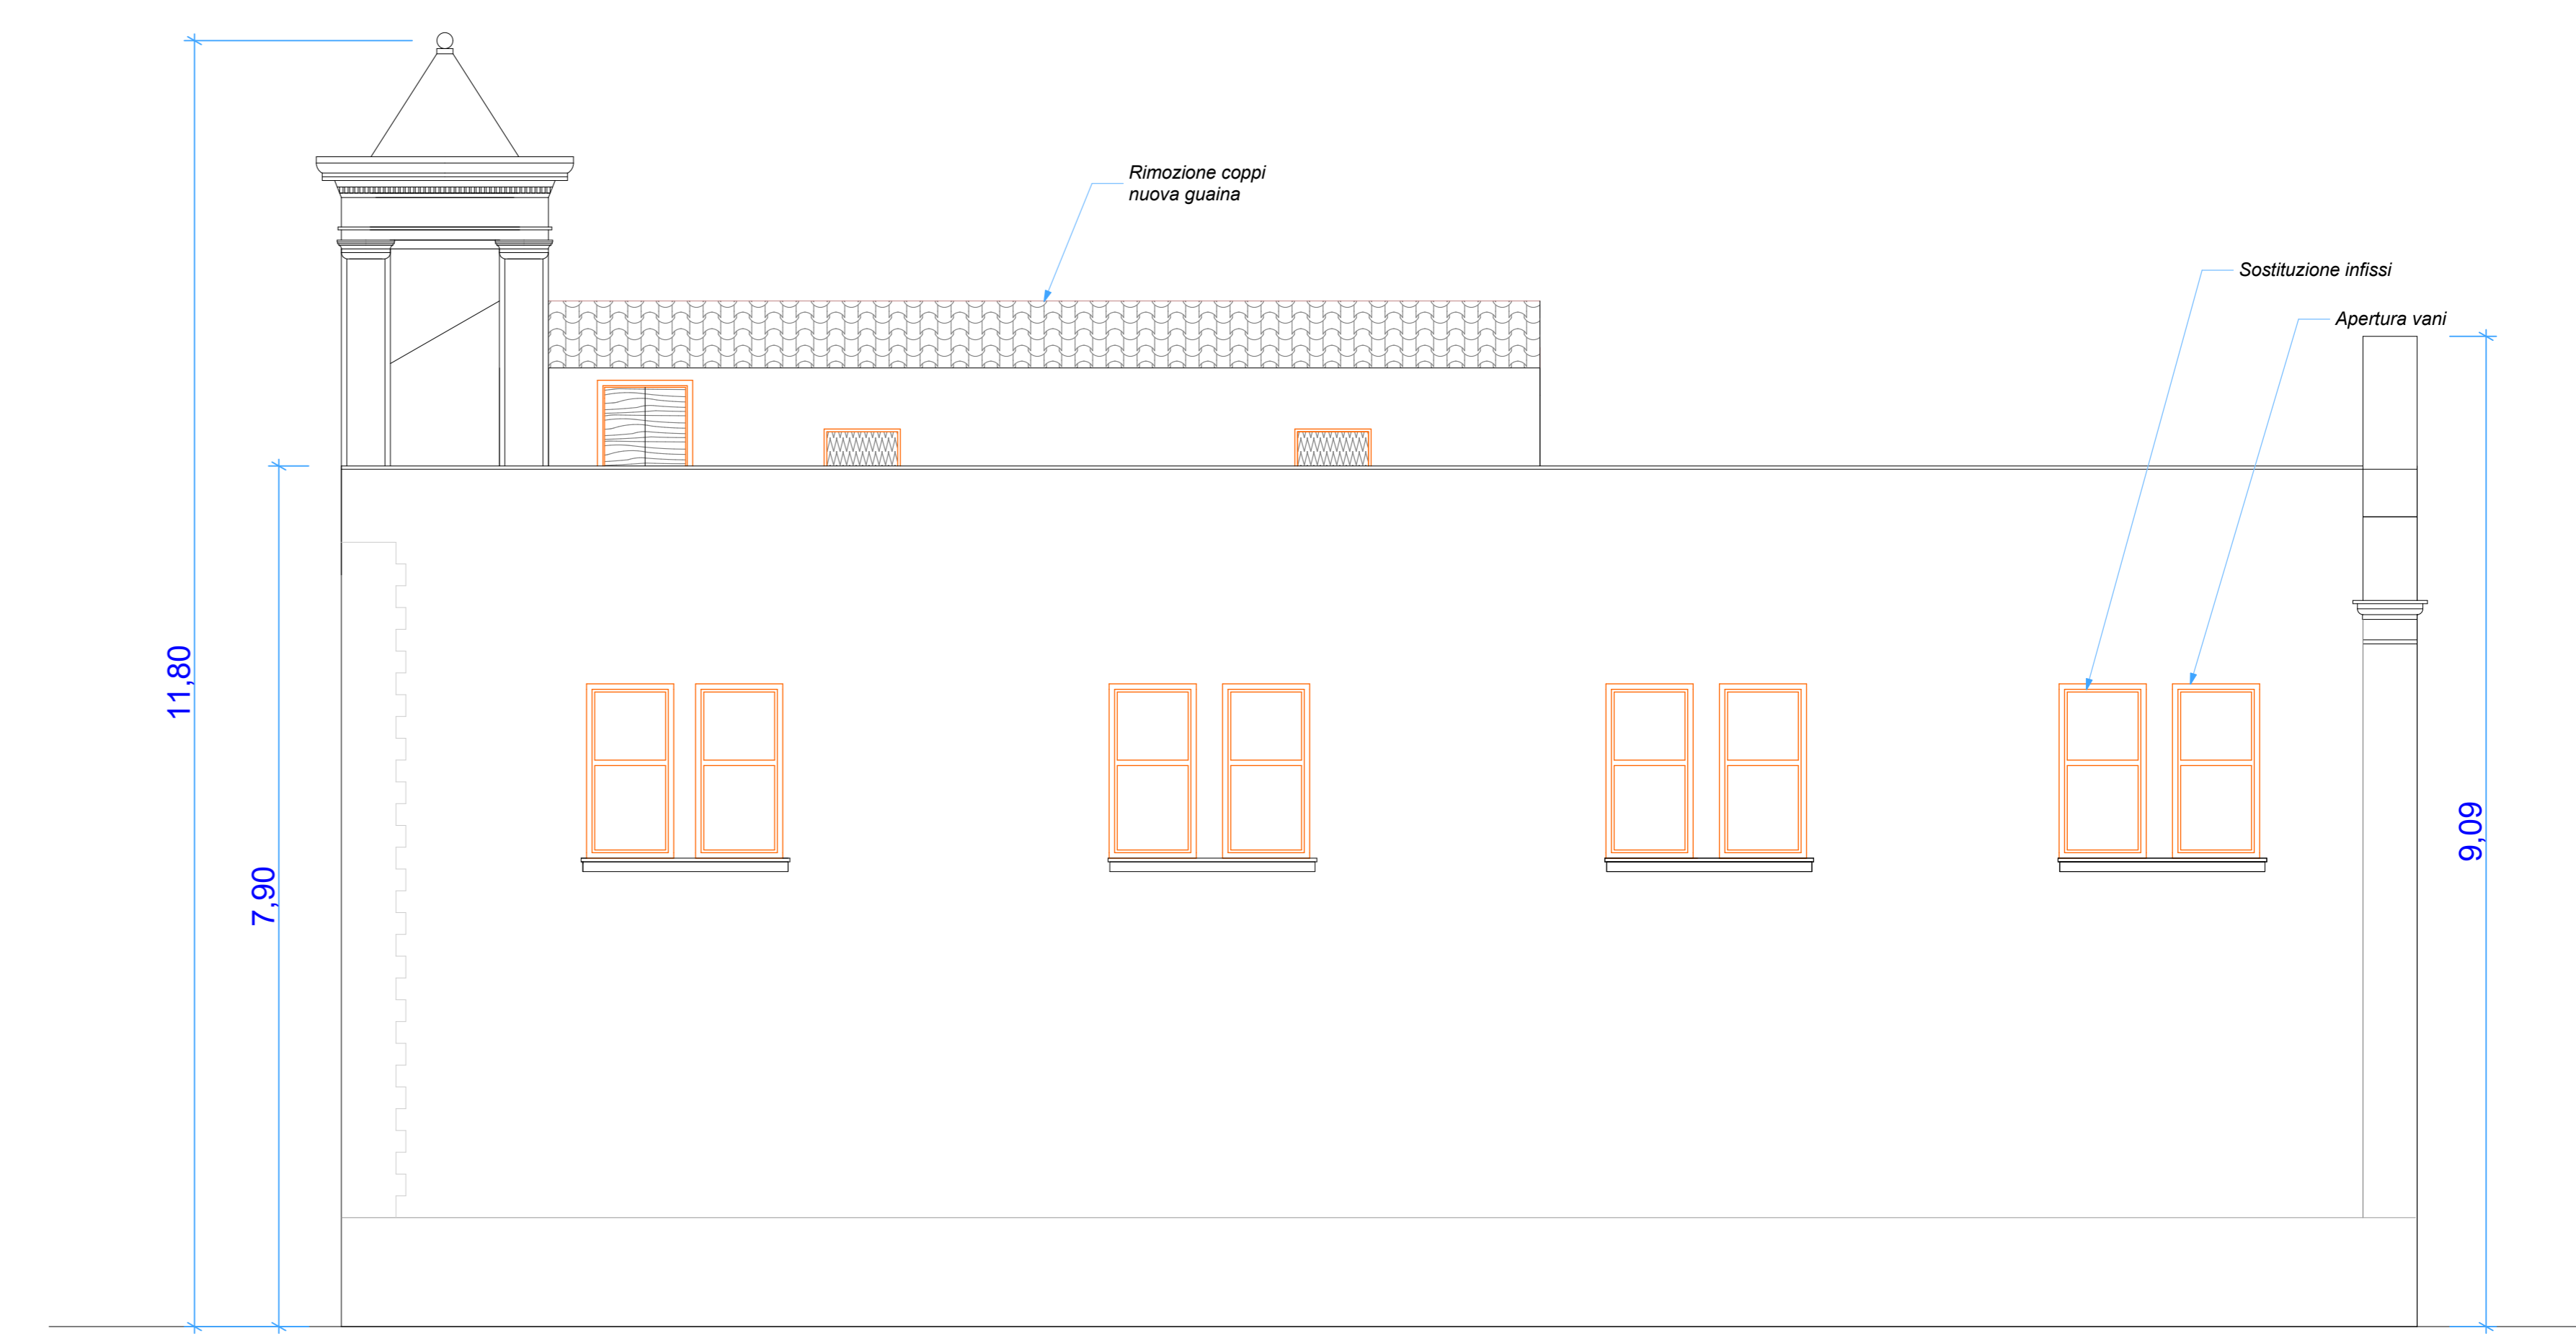 Rimozione coppi
nuova guaina
Sostituzione infissi
Apertura vani
11,80
7,90
9,09